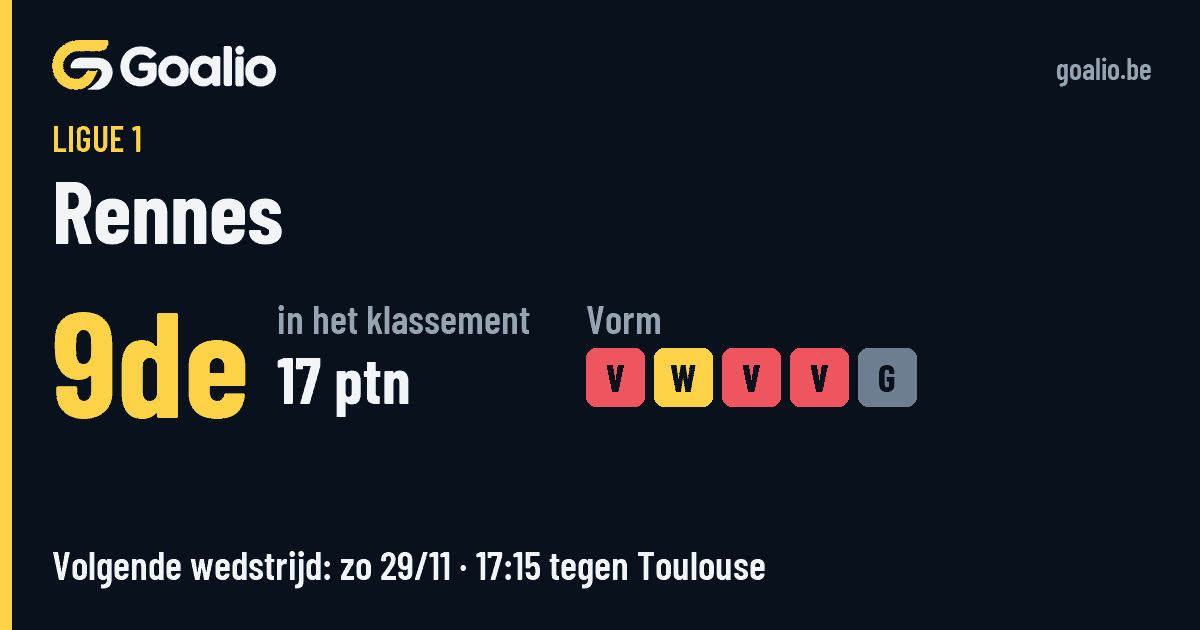 Goalio
goalio.be
LIGUE 1
Rennes
9de
in het klassement
17 ptn
Vorm
V W V V G
Volgende wedstrijd: zo 29/11 · 17:15 tegen Toulouse